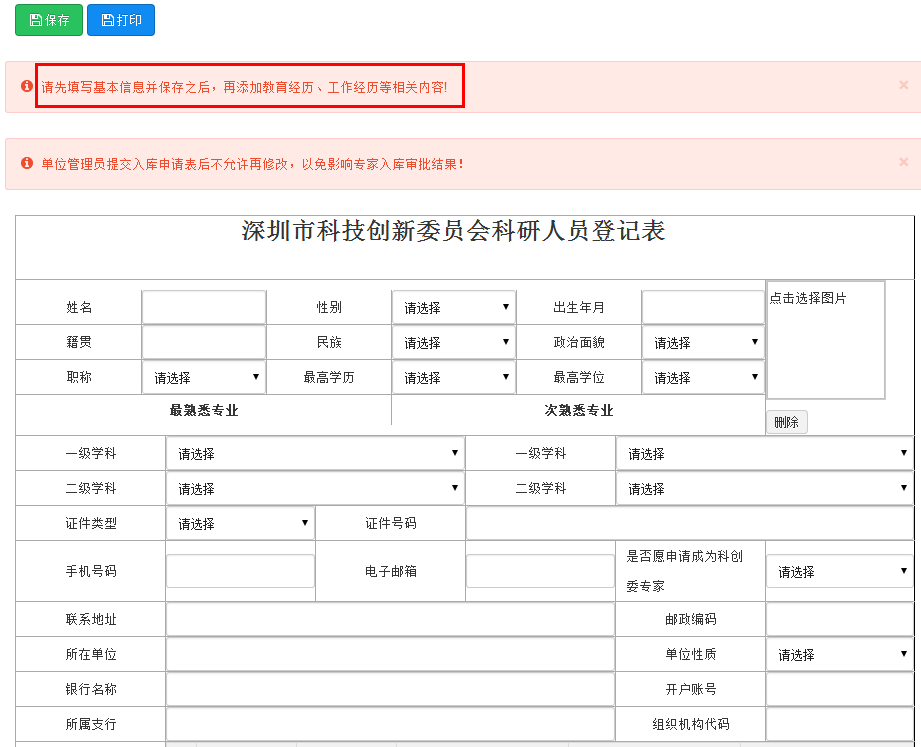 保存 打印
请先填写基本信息并保存之后，再添加教育经历、工作经历等相关内容!
×
单位管理员提交入库申请表后不允许再修改，以免影响专家入库审批结果！
×
深圳市科技创新委员会科研人员登记表
姓名 性别 请选择 出生年月 点击选择图片
籍贯 民族 请选择 政治面貌 请选择
职称 请选择 最高学历 请选择 最高学位 请选择
最熟悉专业 次熟悉专业 删除
一级学科 请选择 一级学科 请选择
二级学科 请选择 二级学科 请选择
证件类型 请选择 证件号码
手机号码 电子邮箱 是否愿申请成为科创 请选择
委专家
联系地址 邮政编码
所在单位 单位性质 请选择
银行名称 开户账号
所属支行 组织机构代码